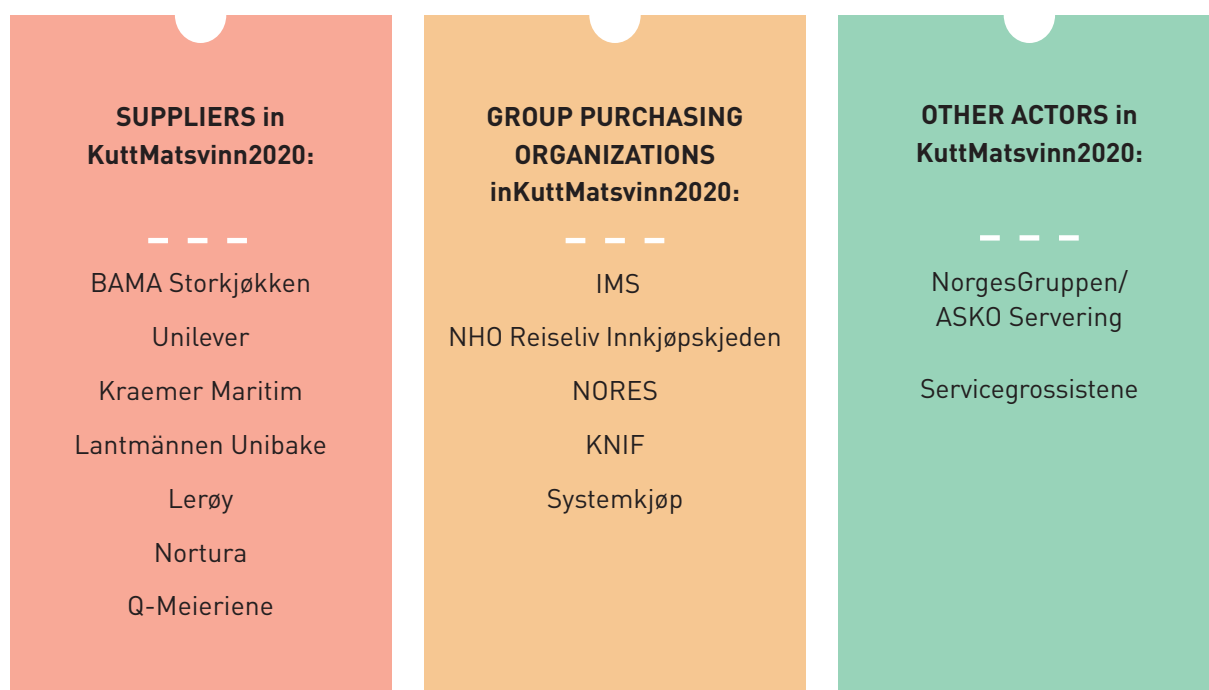 SUPPLIERS in
KuttMatsvinn2020:
BAMA Storkjøkken
Unilever
Kraemer Maritim
Lantmännen Unibake
Lerøy
Nortura
Q-Meieriene
GROUP PURCHASING
ORGANIZATIONS
inKuttMatsvinn2020:
IMS
NHO Reiseliv Innkjøpskjeden
NORES
KNIF
Systemkjøp
OTHER ACTORS in
KuttMatsvinn2020:
NorgesGruppen/
ASKO Servering
Servicegrossistene